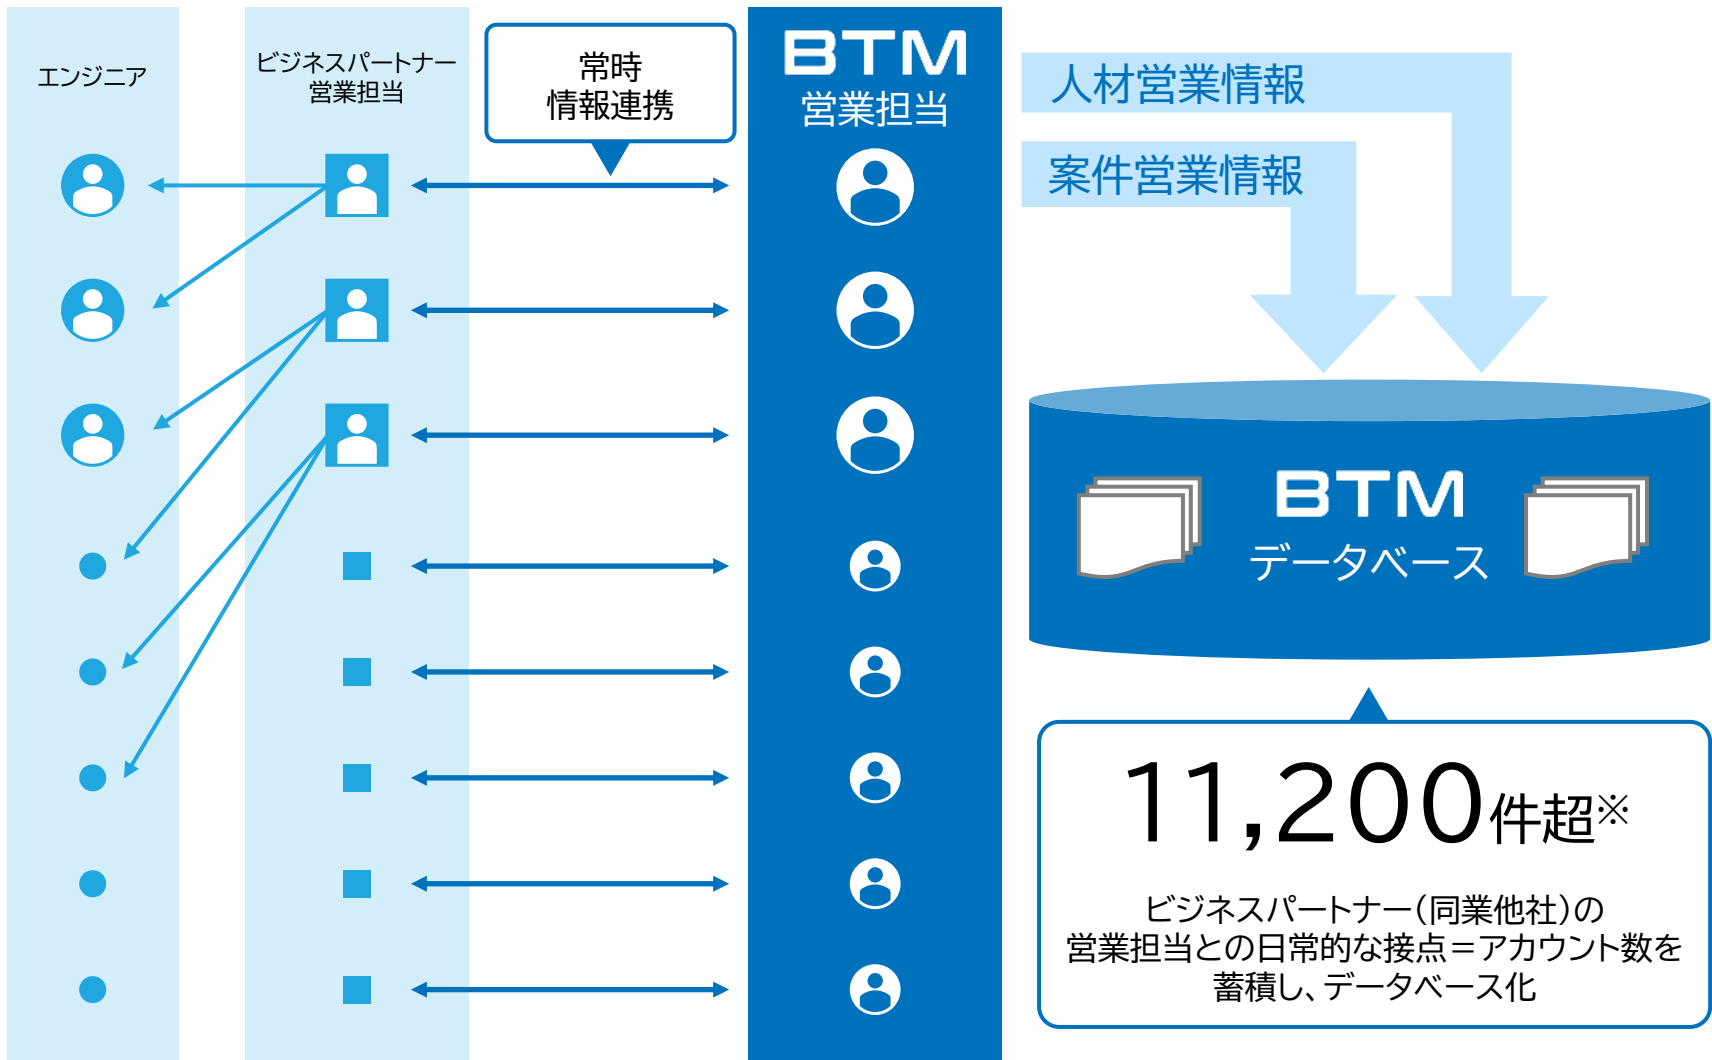 エンジニア
ビジネスパートナー
営業担当
常時
情報連携
BTM
営業担当
人材営業情報
案件営業情報
BTM
データベース
11,200件超※
ビジネスパートナー(同業他社)の
営業担当との日常的な接点＝アカウント数を
蓄積し、データベース化